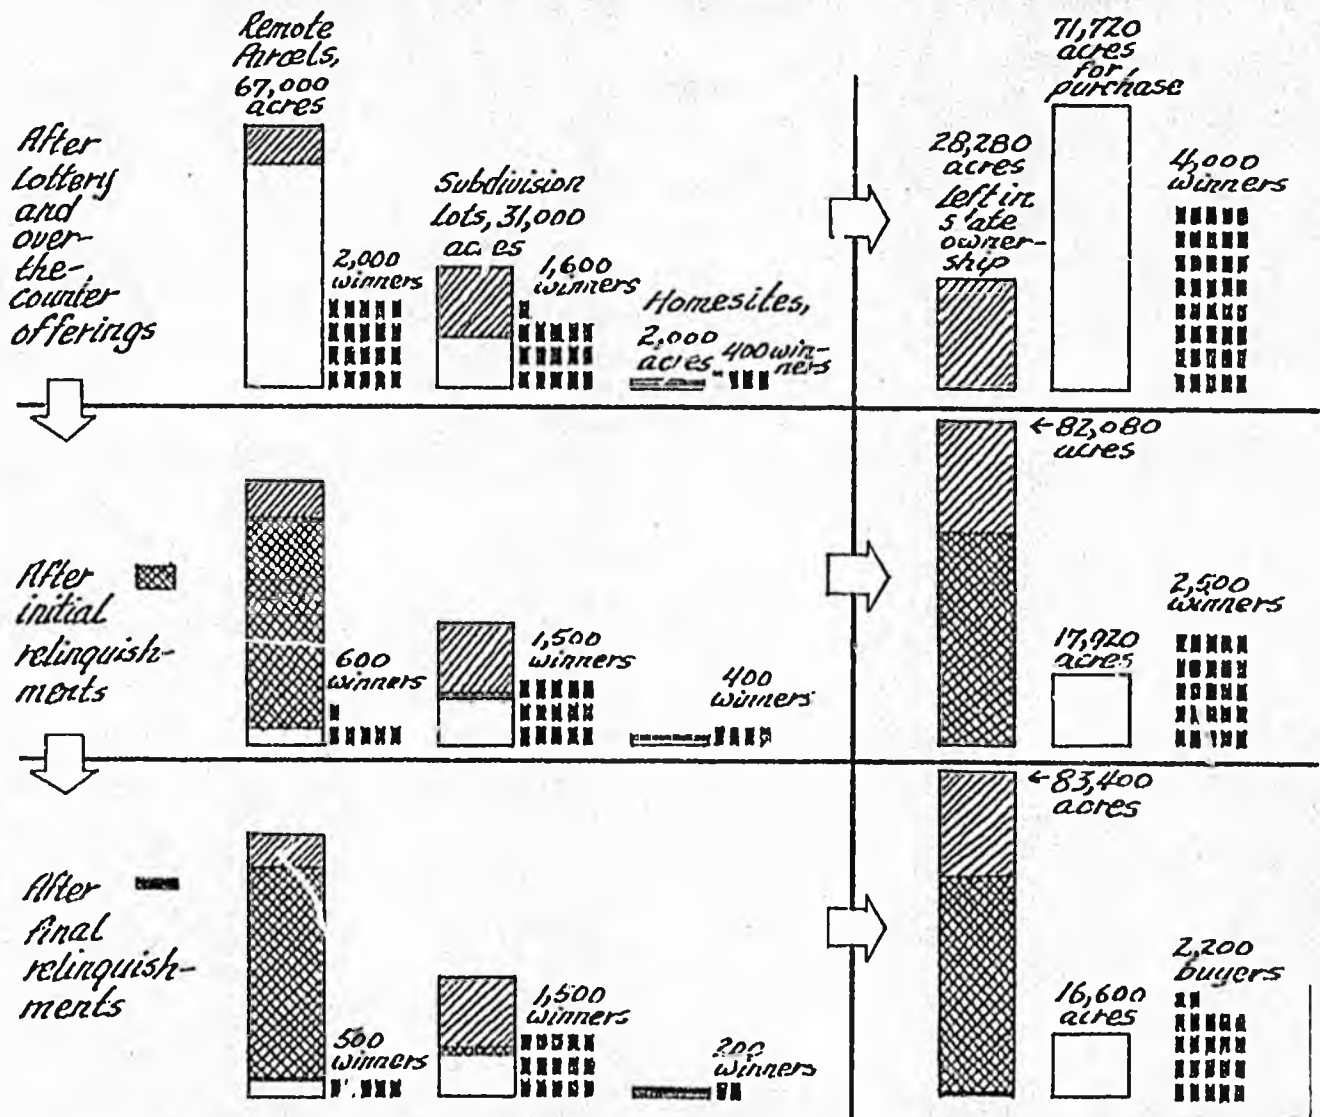 Remote
Parcels,
67,000
acres
After
lottery
and
over-
the-
counter
offerings
2,000
winners
Subdivision
lots, 31,000
ac es
1,600
winners
Homesites,
2,000
acres
400 win-
ners
28,280
acres
left in
s ate
owner-
ship
71,720
acres
for
purchase
4,000
winners
After
initial
relinquish-
ments
600
winners
1,500
winners
400
winners
←82,080
acres
17,920
acres
2,500
winners
After
final
relinquish-
ments
500
winners
1,500
winners
200
winners
←83,400
acres
16,600
acres
2,200
buyers